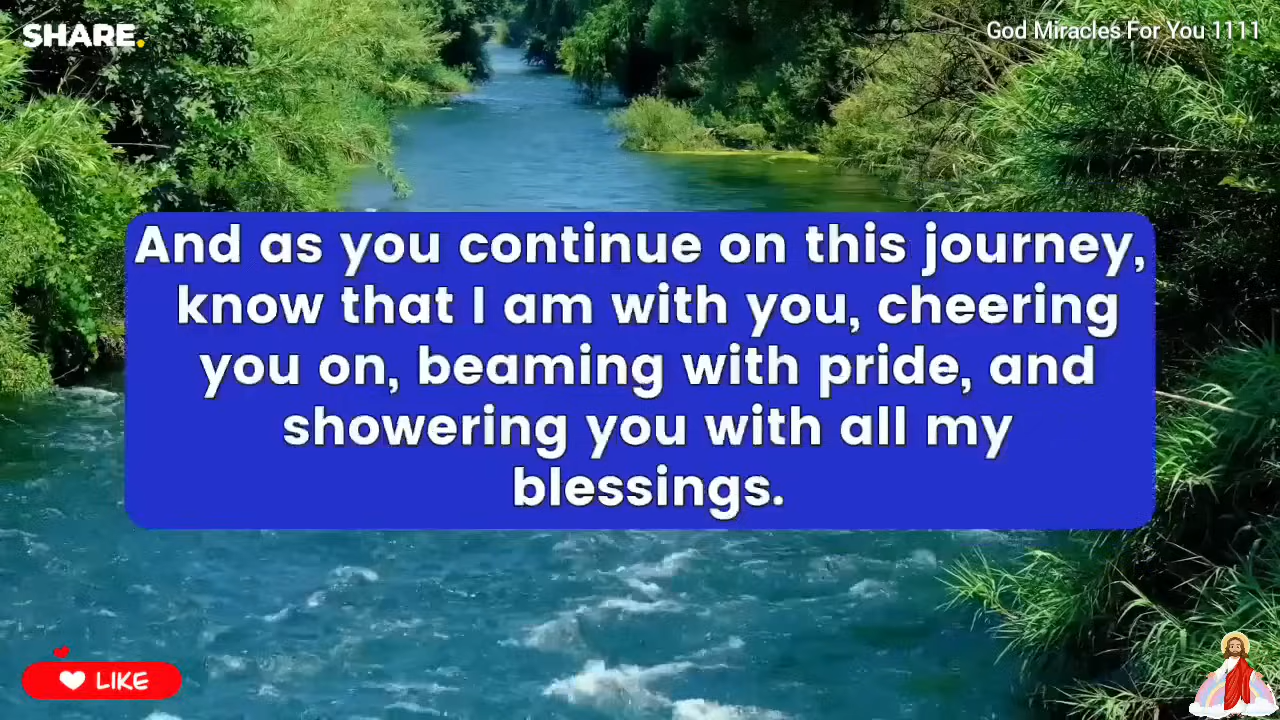 SHARE.
God Miracles For You 1111
And as you continue on this journey,
know that I am with you, cheering
you on, beaming with pride, and
showering you with all my
blessings.
LIKE